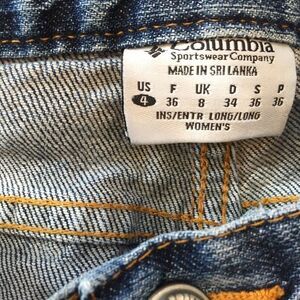 Columbia
Sportswear Company
MADE IN SRI LANKA
US F UK D S P
4 36 8 34 36 36
INS/ENTR LONG/LONG
WOMEN'S